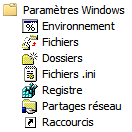 Paramètres Windows
Environnement
Fichiers
Dossiers
Fichiers .ini
Registre
Partages réseau
Raccourcis